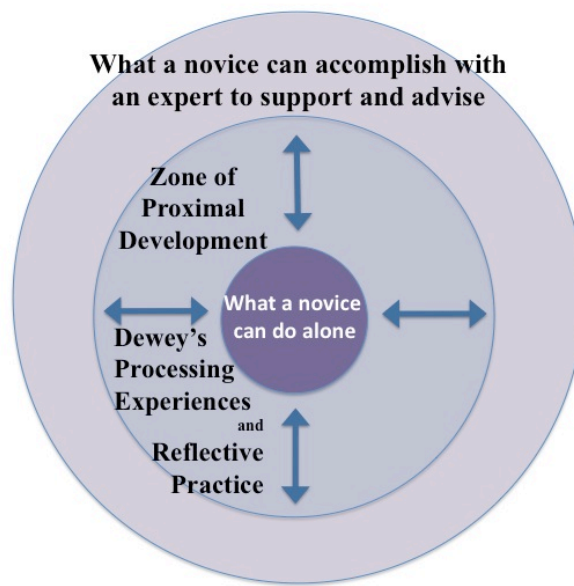 What a novice can accomplish with
an expert to support and advise
Zone of
Proximal
Development
What a novice
can do alone
Dewey’s
Processing
Experiences
and
Reflective
Practice